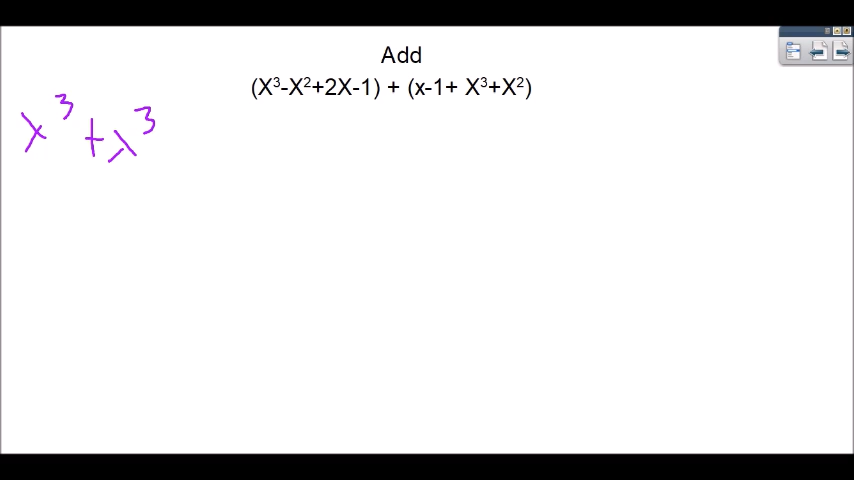 Add
(X³-X²+2X-1) + (x-1+ X³+X²)
x³ + x³